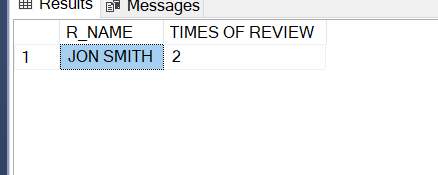 Results Messages
R_NAME TIMES OF REVIEW
1 JON SMITH 2